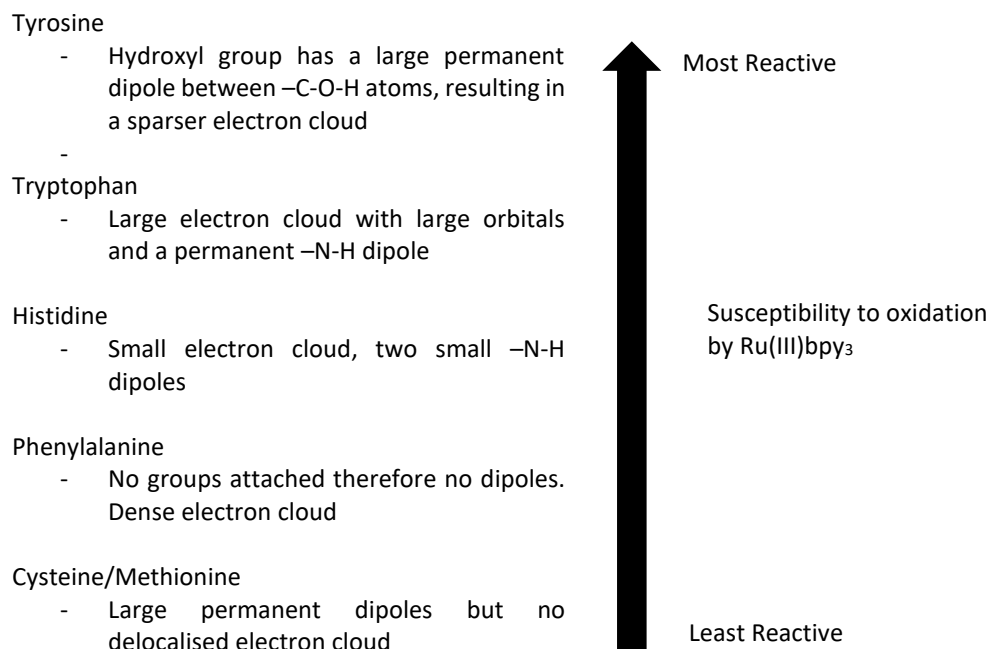 Tyrosine
- Hydroxyl group has a large permanent
dipole between –C-O-H atoms, resulting in
a sparser electron cloud
-
Tryptophan
- Large electron cloud with large orbitals
and a permanent –N-H dipole
Histidine
- Small electron cloud, two small –N-H
dipoles
Phenylalanine
- No groups attached therefore no dipoles.
Dense electron cloud
Cysteine/Methionine
- Large permanent dipoles but no
delocalised electron cloud
Most Reactive
Susceptibility to oxidation
by Ru(III)bpy₃
Least Reactive